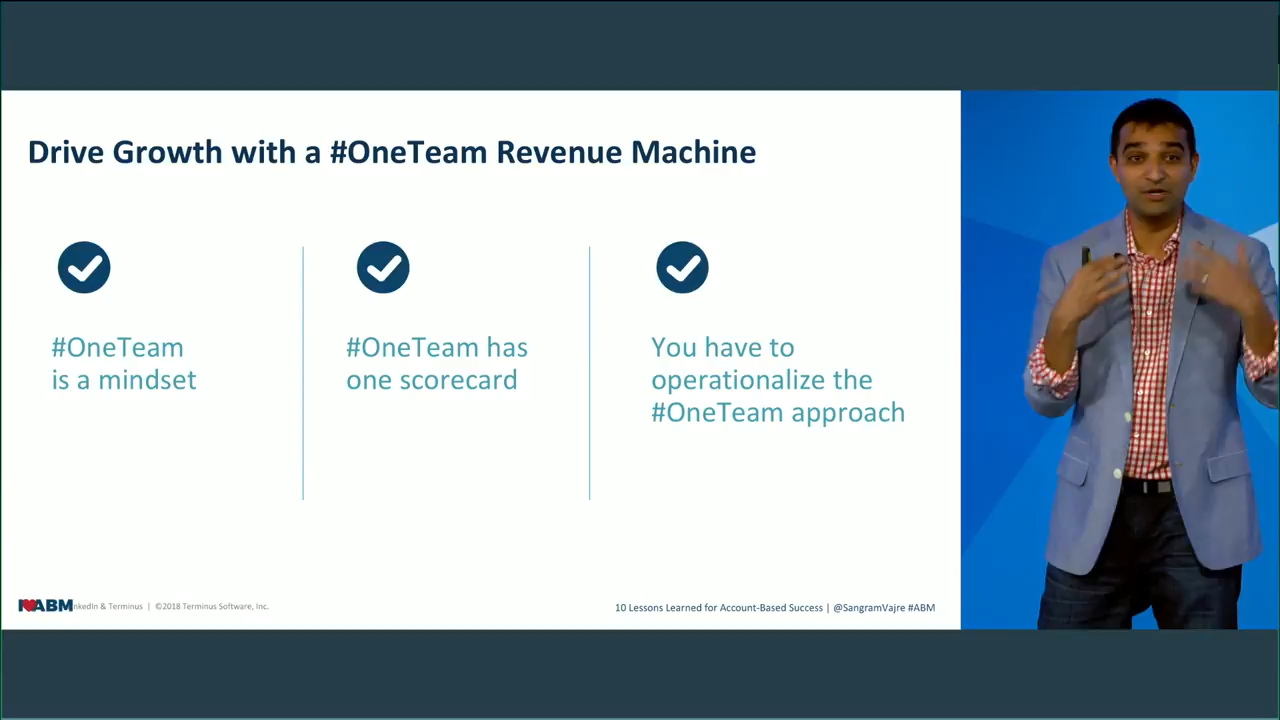 Drive Growth with a #OneTeam Revenue Machine
#OneTeam
is a mindset
#OneTeam has
one scorecard
You have to
operationalize the
#OneTeam approach
ABM nkedIn & Terminus | ©2018 Terminus Software, Inc.
10 Lessons Learned for Account-Based Success | @SangramVajre #ABM